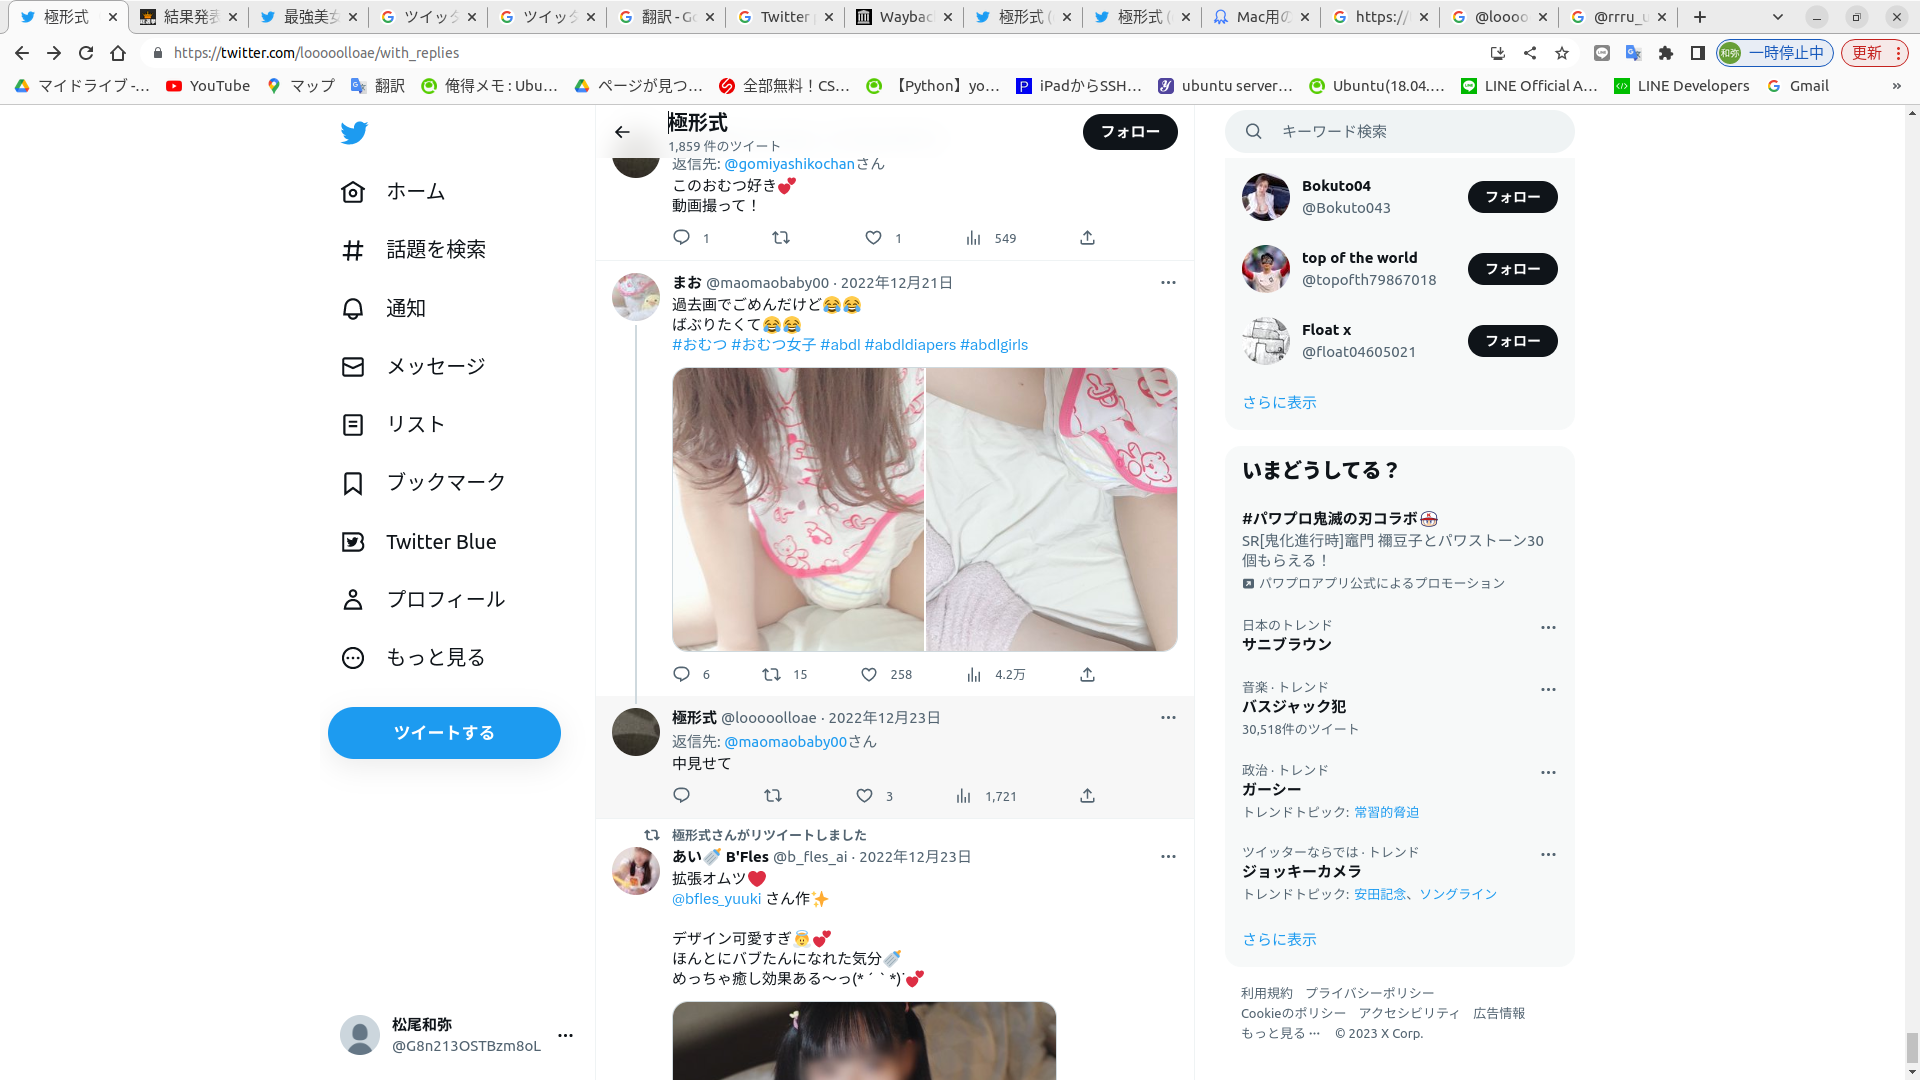 極形式
結果発表
最強美女
ツイッタ
ツイッタ
翻訳 - Go
Twitter p
Wayback
極形式 (
極形式 (
Mac用の
https://
@loooo
@rrru_u
https://twitter.com/looooolloae/with_replies
和弥 一時停止中
更新
マイドライブ -...
YouTube
マップ
翻訳
俺得メモ : Ubu...
ページが見つ...
全部無料！CS...
【Python】yo...
iPadからSSH...
ubuntu server...
Ubuntu(18.04....
LINE Official A...
LINE Developers
Gmail
»
ホーム
話題を検索
通知
メッセージ
リスト
ブックマーク
Twitter Blue
プロフィール
もっと見る
ツイートする
松尾和弥
@G8n213OSTBzm8oL
極形式
1,859 件のツイート
フォロー
返信先: @gomiyashikochanさん
このおむつ好き💕
動画撮って！
1 1 549
まお @maomaobaby00 · 2022年12月21日
過去画でごめんだけど😂😂
ばぶりたくて😂😂
#おむつ #おむつ女子 #abdl #abdldiapers #abdlgirls
6 15 258 4.2万
極形式 @looooolloae · 2022年12月23日
返信先: @maomaobaby00さん
中見せて
3 1,721
極形式さんがリツイートしました
あい🍼 B'Fles @b_fles_ai · 2022年12月23日
拡張オムツ❤️
@bfles_yuuki さん作✨
デザイン可愛すぎ👼💕
ほんとにバブたんになれた気分🍼
めっちゃ癒し効果ある〜っ(* ´ ` *)ˊ💕
キーワード検索
Bokuto04
@Bokuto043
フォロー
top of the world
@topofth79867018
フォロー
Float x
@float04605021
フォロー
さらに表示
いまどうしてる？
#パワプロ鬼滅の刃コラボ
SR[鬼化進行時]竈門 禰豆子とパワストーン30
個もらえる！
パワプロアプリ公式によるプロモーション
日本のトレンド
サニブラウン
音楽 · トレンド
バスジャック犯
30,518件のツイート
政治 · トレンド
ガーシー
トレンドトピック: 常習的脅迫
ツイッターならでは · トレンド
ジョッキーカメラ
トレンドトピック: 安田記念、ソングライン
さらに表示
利用規約 プライバシーポリシー
Cookieのポリシー アクセシビリティ 広告情報
もっと見る ··· © 2023 X Corp.